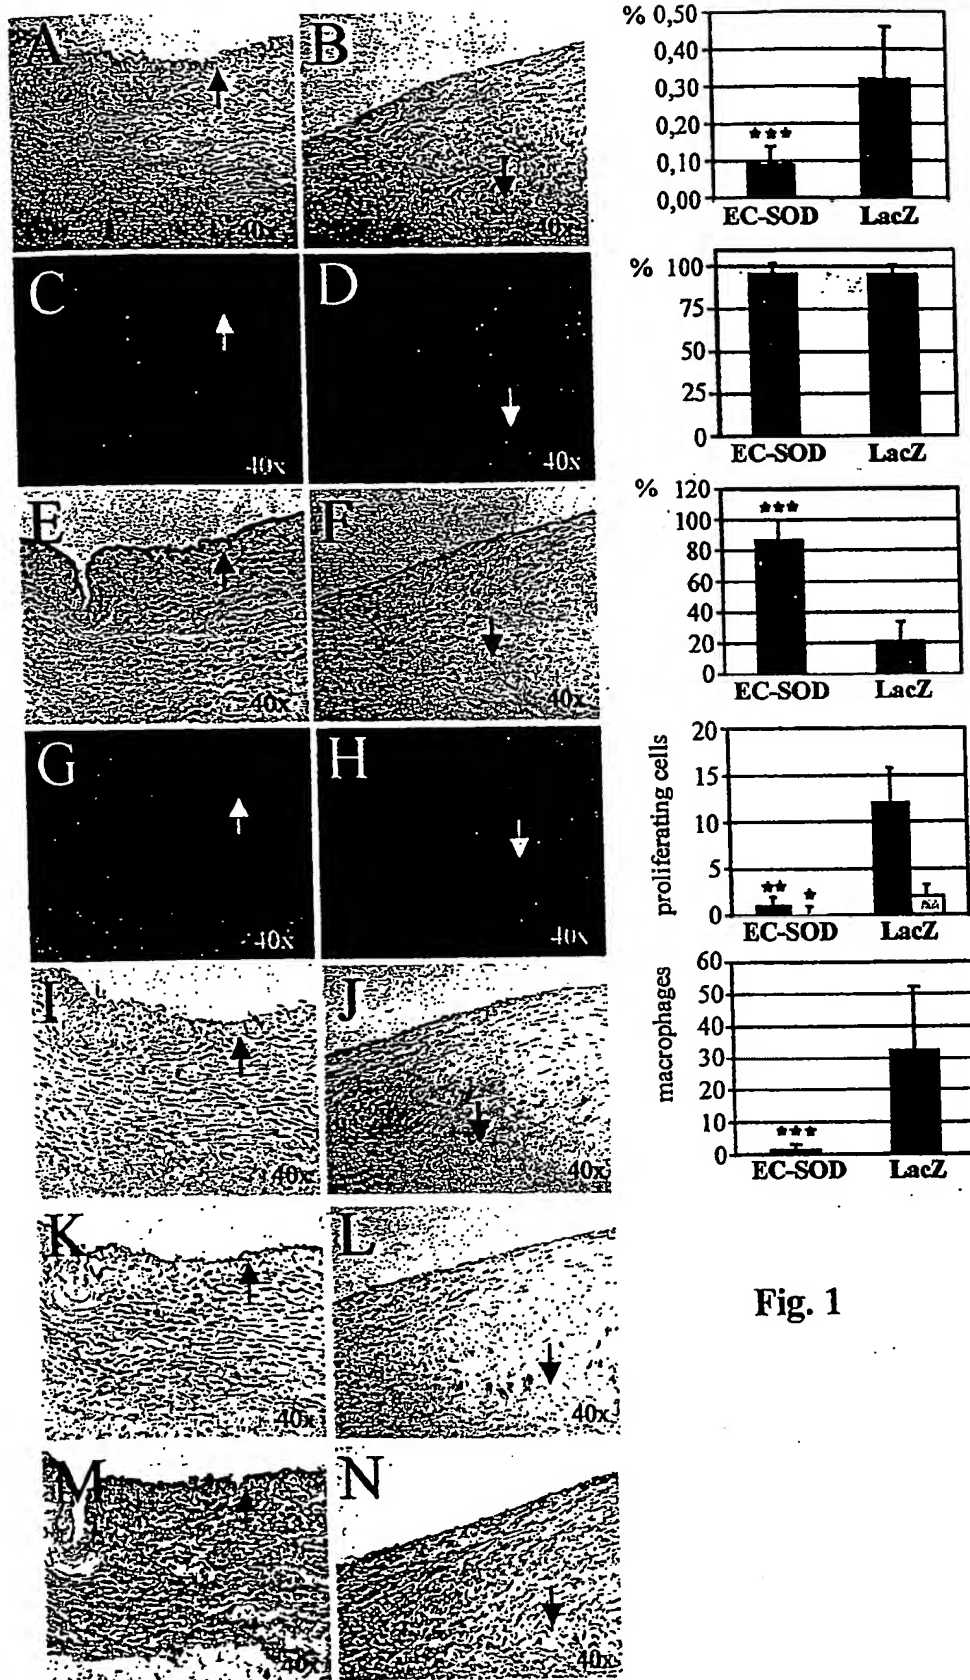 A
B
40x
40x
% 0,50
0,40
0,30
0,20
0,10
0,00
***
EC-SOD LacZ
C
D
40x
40x
% 100
75
50
25
0
EC-SOD LacZ
E
F
40x
40x
% 120
100
80
60
40
20
0
***
EC-SOD LacZ
G
H
40x
40x
proliferating cells
20
15
10
5
0
** *
EC-SOD LacZ
I
J
40x
40x
macrophages
60
50
40
30
20
10
0
***
EC-SOD LacZ
K
L
40x
40x
Fig. 1
M
N
40x
40x